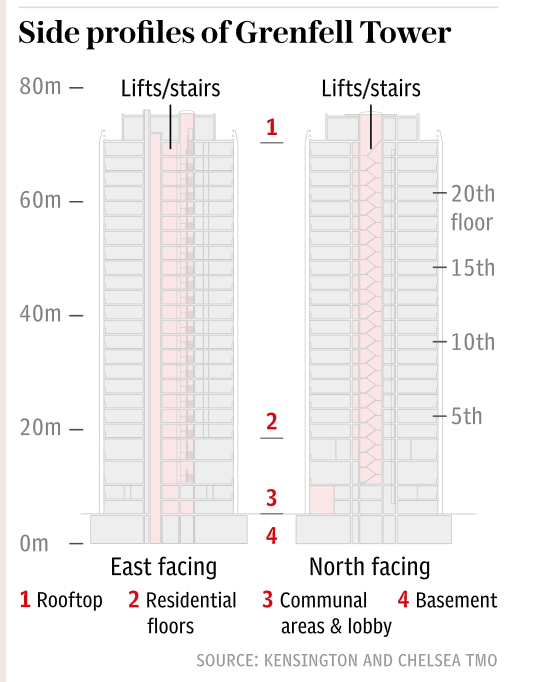 Side profiles of Grenfell Tower
80m
Lifts/stairs
Lifts/stairs
1
60m
20th
floor
15th
40m
10th
2
5th
20m
3
4
0m
East facing
North facing
1 Rooftop
2 Residential
floors
3 Communal
areas & lobby
4 Basement
SOURCE: KENSINGTON AND CHELSEA TMO